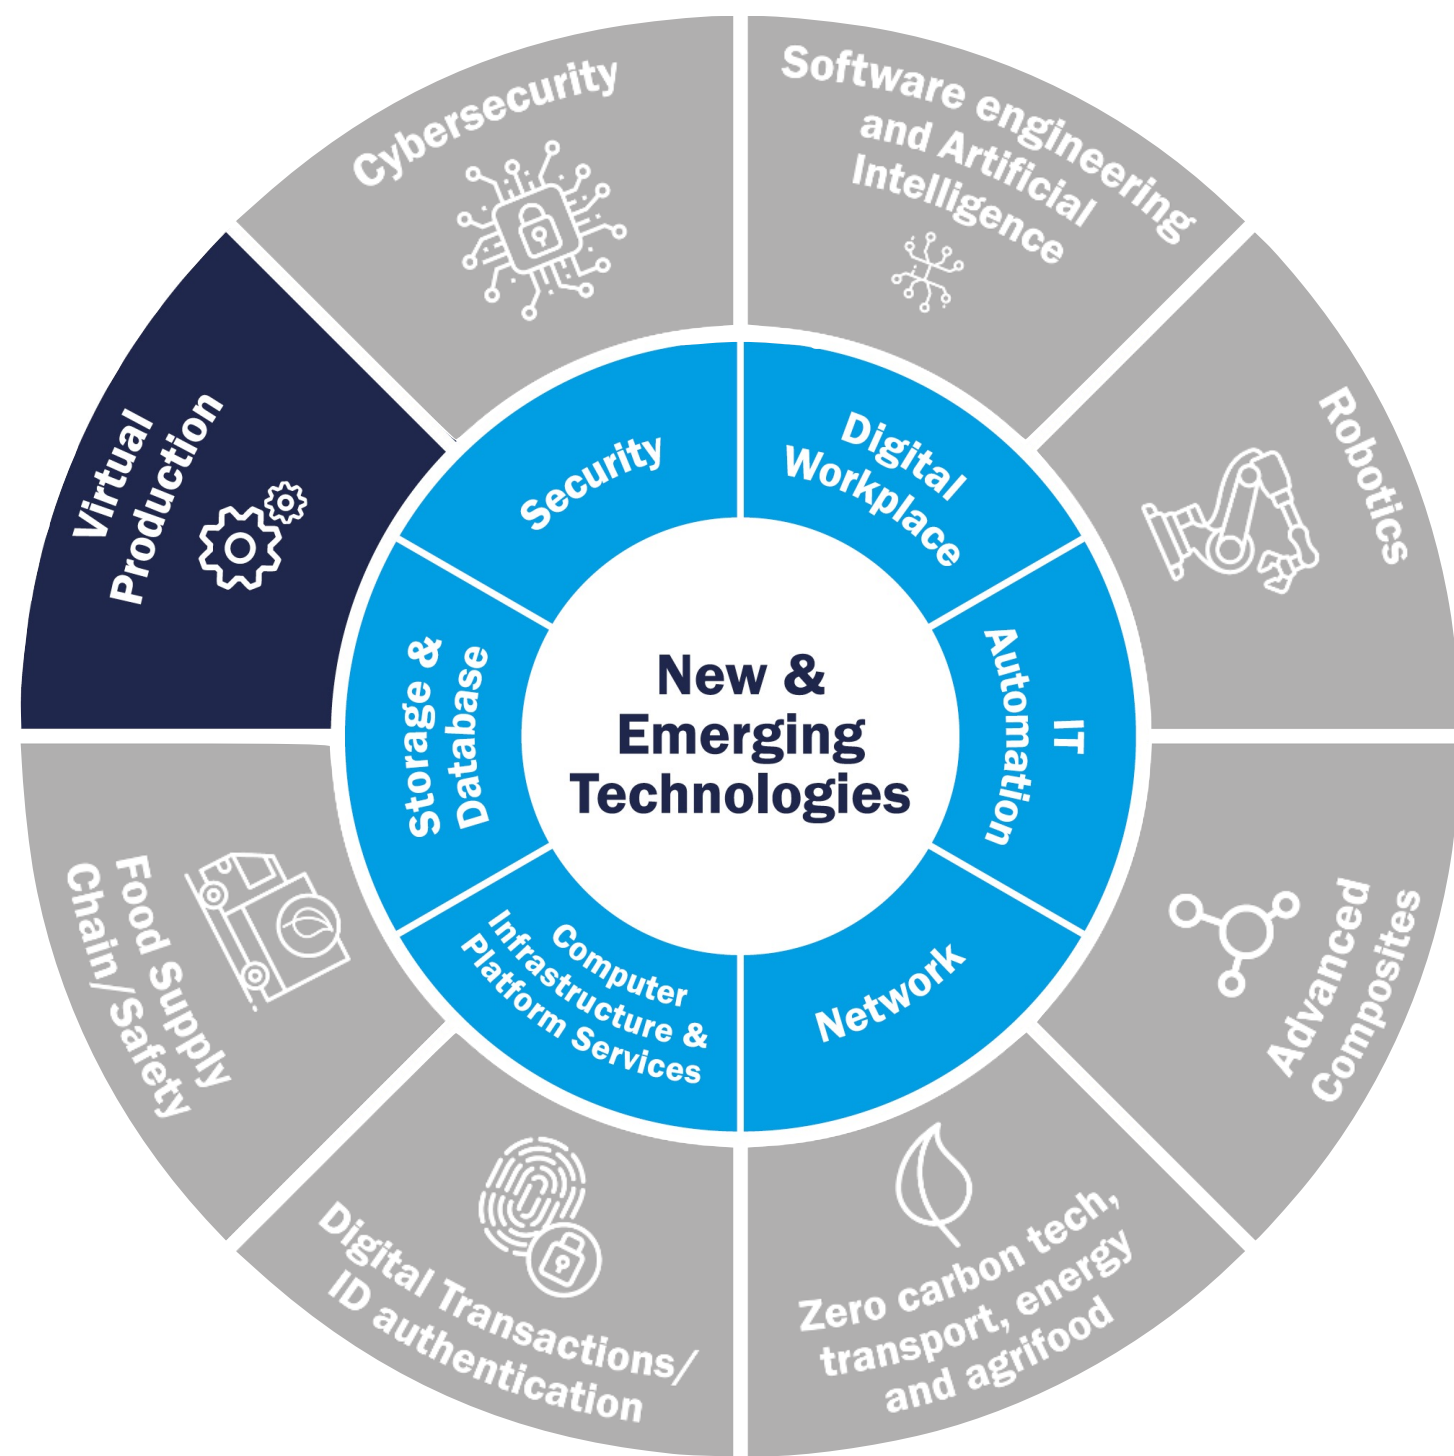 Cybersecurity
Software engineering
and Artificial
Intelligence
Robotics
Advanced
Composites
Zero carbon tech,
transport, energy
and agrifood
Digital Transactions/
ID authentication
Food Supply
Chain/Safety
Virtual
Production
Security
Digital
Workplace
IT
Automation
Network
Computer
Infrastructure &
Platform Services
Storage &
Database
New &
Emerging
Technologies